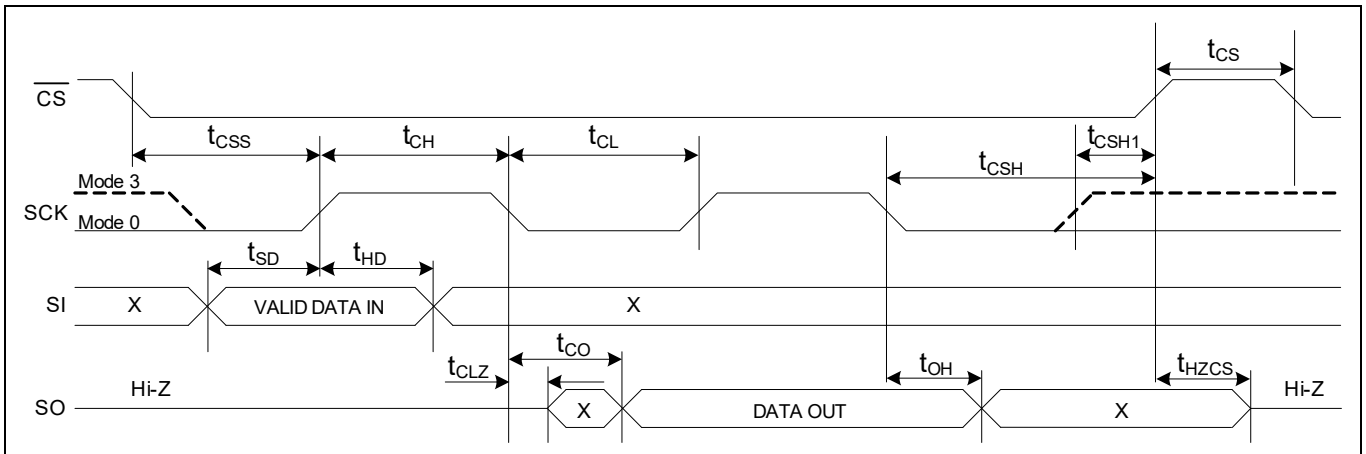 tCS
CS
tCSS tCH tCL tCSH1
tCSH
Mode 3
SCK
Mode 0
tSD tHD
SI X VALID DATA IN X
tCO
tCLZ tOH tHZCS
Hi-Z Hi-Z
SO X DATA OUT X